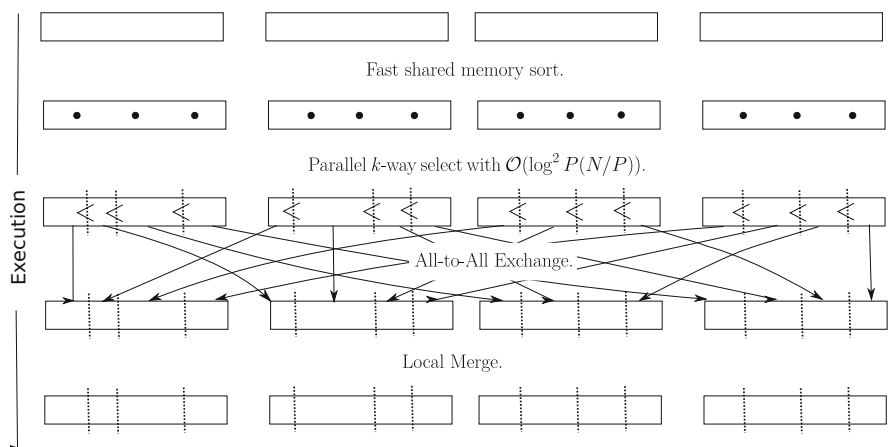 Fast shared memory sort.
Parallel k-way select with 𝒪(log² P(N/P)).
Execution
All-to-All Exchange.
Local Merge.